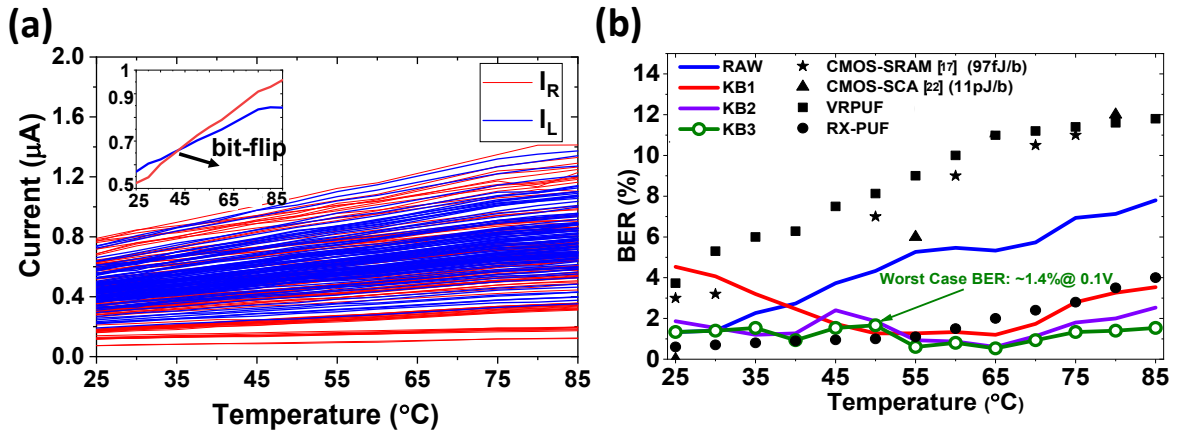 (a)
2.0
1.6
1.2
0.8
0.4
0.0
Current (μA)
25 35 45 55 65 75 85
Temperature (°C)
I_R
I_L
1
0.9
0.8
0.7
0.6
0.5
25 45 65 85
bit-flip
(b)
14
12
10
8
6
4
2
0
BER (%)
25 30 35 40 45 50 55 60 65 70 75 80 85
Temperature (°C)
RAW
KB1
KB2
KB3
CMOS-SRAM [17] (97fJ/b)
CMOS-SCA [22] (11pJ/b)
VRPUF
RX-PUF
Worst Case BER: ~1.4%@ 0.1V